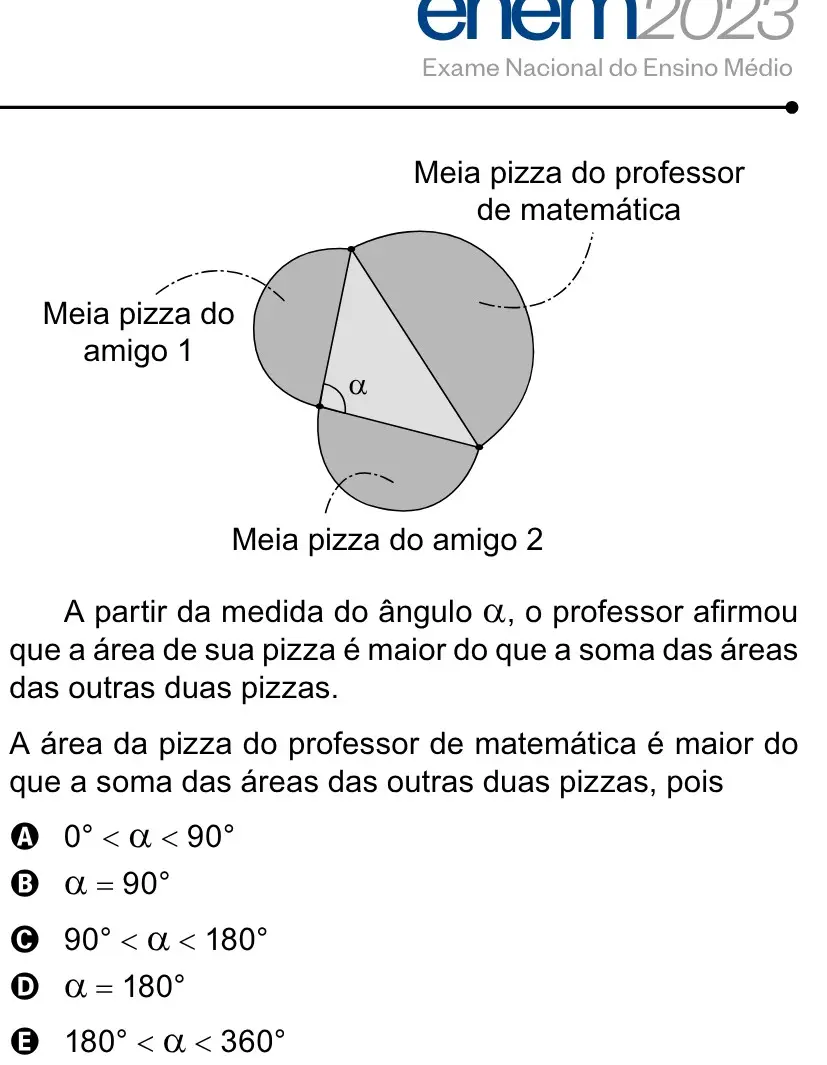 enem2023
Exame Nacional do Ensino Médio
Meia pizza do professor
de matemática
Meia pizza do
amigo 1
α
Meia pizza do amigo 2
A partir da medida do ângulo α, o professor afirmou
que a área de sua pizza é maior do que a soma das áreas
das outras duas pizzas.
A área da pizza do professor de matemática é maior do
que a soma das áreas das outras duas pizzas, pois
A 0° < α < 90°
B α = 90°
C 90° < α < 180°
D α = 180°
E 180° < α < 360°